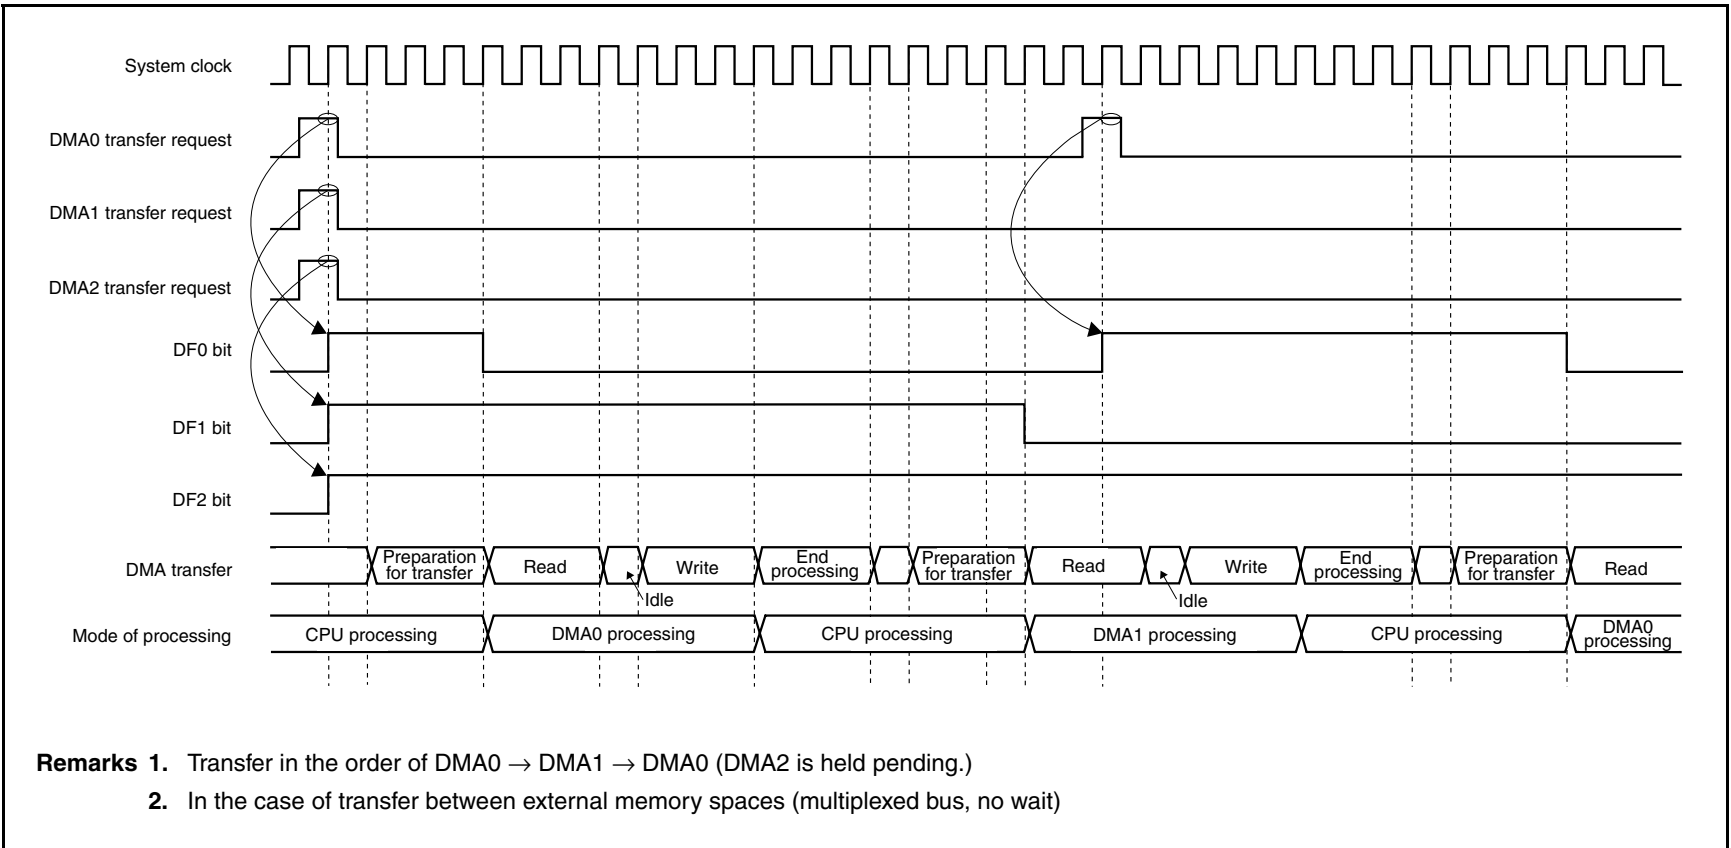 System clock
DMA0 transfer request
DMA1 transfer request
DMA2 transfer request
DF0 bit
DF1 bit
DF2 bit
DMA transfer
Preparation
for transfer
Read
Idle
Write
End
processing
Preparation
for transfer
Read
Idle
Write
End
processing
Preparation
for transfer
Read
Mode of processing
CPU processing
DMA0 processing
CPU processing
DMA1 processing
CPU processing
DMA0
processing
Remarks 1. Transfer in the order of DMA0 → DMA1 → DMA0 (DMA2 is held pending.)
2. In the case of transfer between external memory spaces (multiplexed bus, no wait)